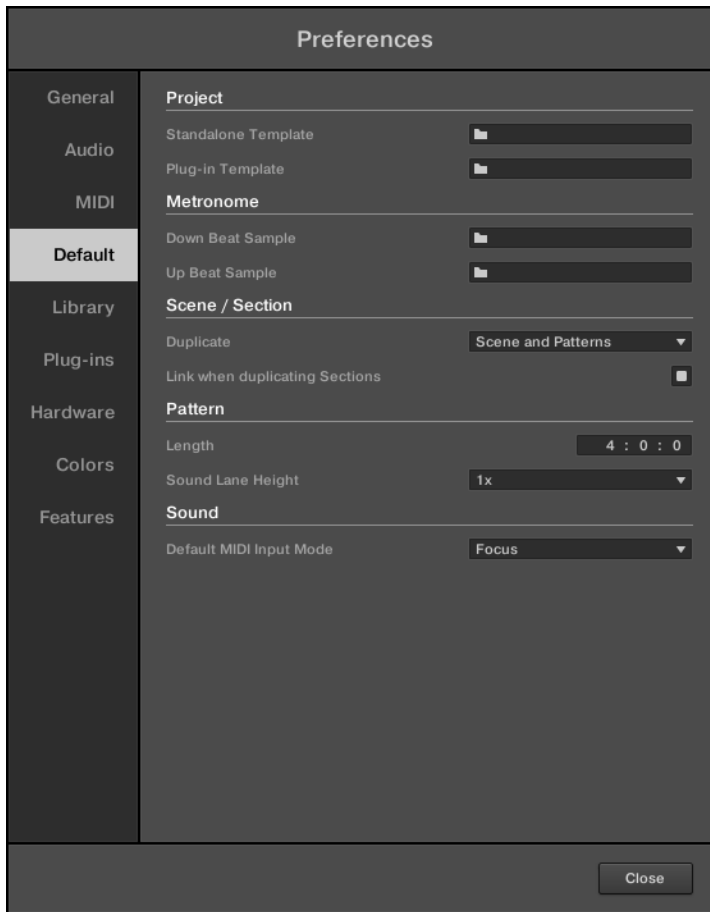 Preferences
General
Audio
MIDI
Default
Library
Plug-ins
Hardware
Colors
Features
Project
Standalone Template
Plug-in Template
Metronome
Down Beat Sample
Up Beat Sample
Scene / Section
Duplicate Scene and Patterns
Link when duplicating Sections
Pattern
Length 4 : 0 : 0
Sound Lane Height 1x
Sound
Default MIDI Input Mode Focus
Close